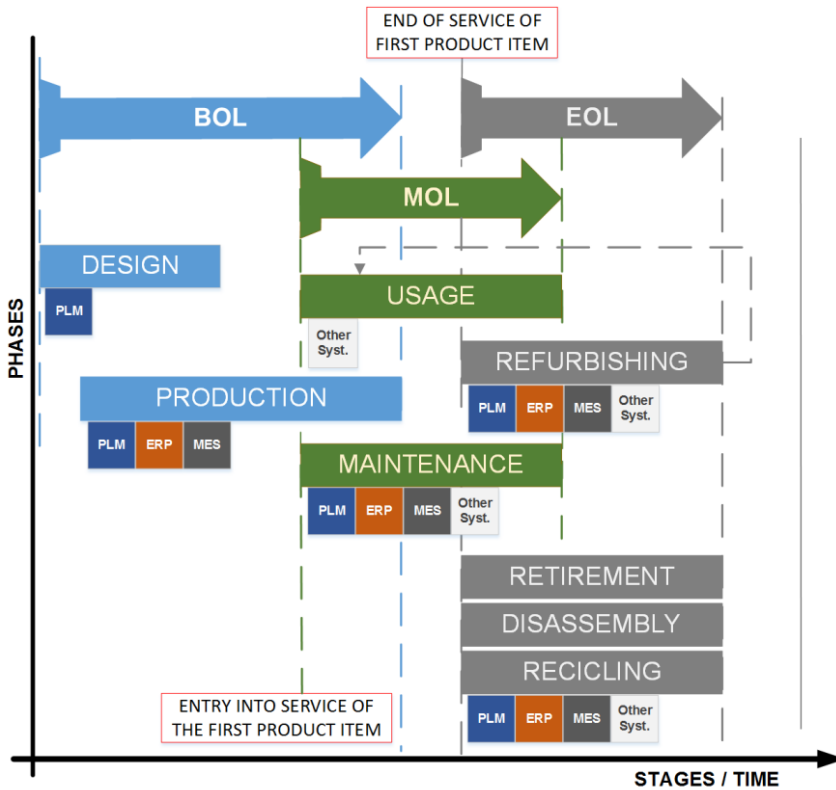 END OF SERVICE OF
FIRST PRODUCT ITEM
BOL
EOL
MOL
DESIGN
PLM
USAGE
Other
Syst.
REFURBISHING
PLM
ERP
MES
Other
Syst.
PHASES
PRODUCTION
PLM
ERP
MES
MAINTENANCE
PLM
ERP
MES
Other
Syst.
RETIREMENT
DISASSEMBLY
RECICLING
PLM
ERP
MES
Other
Syst.
ENTRY INTO SERVICE OF
THE FIRST PRODUCT ITEM
STAGES / TIME